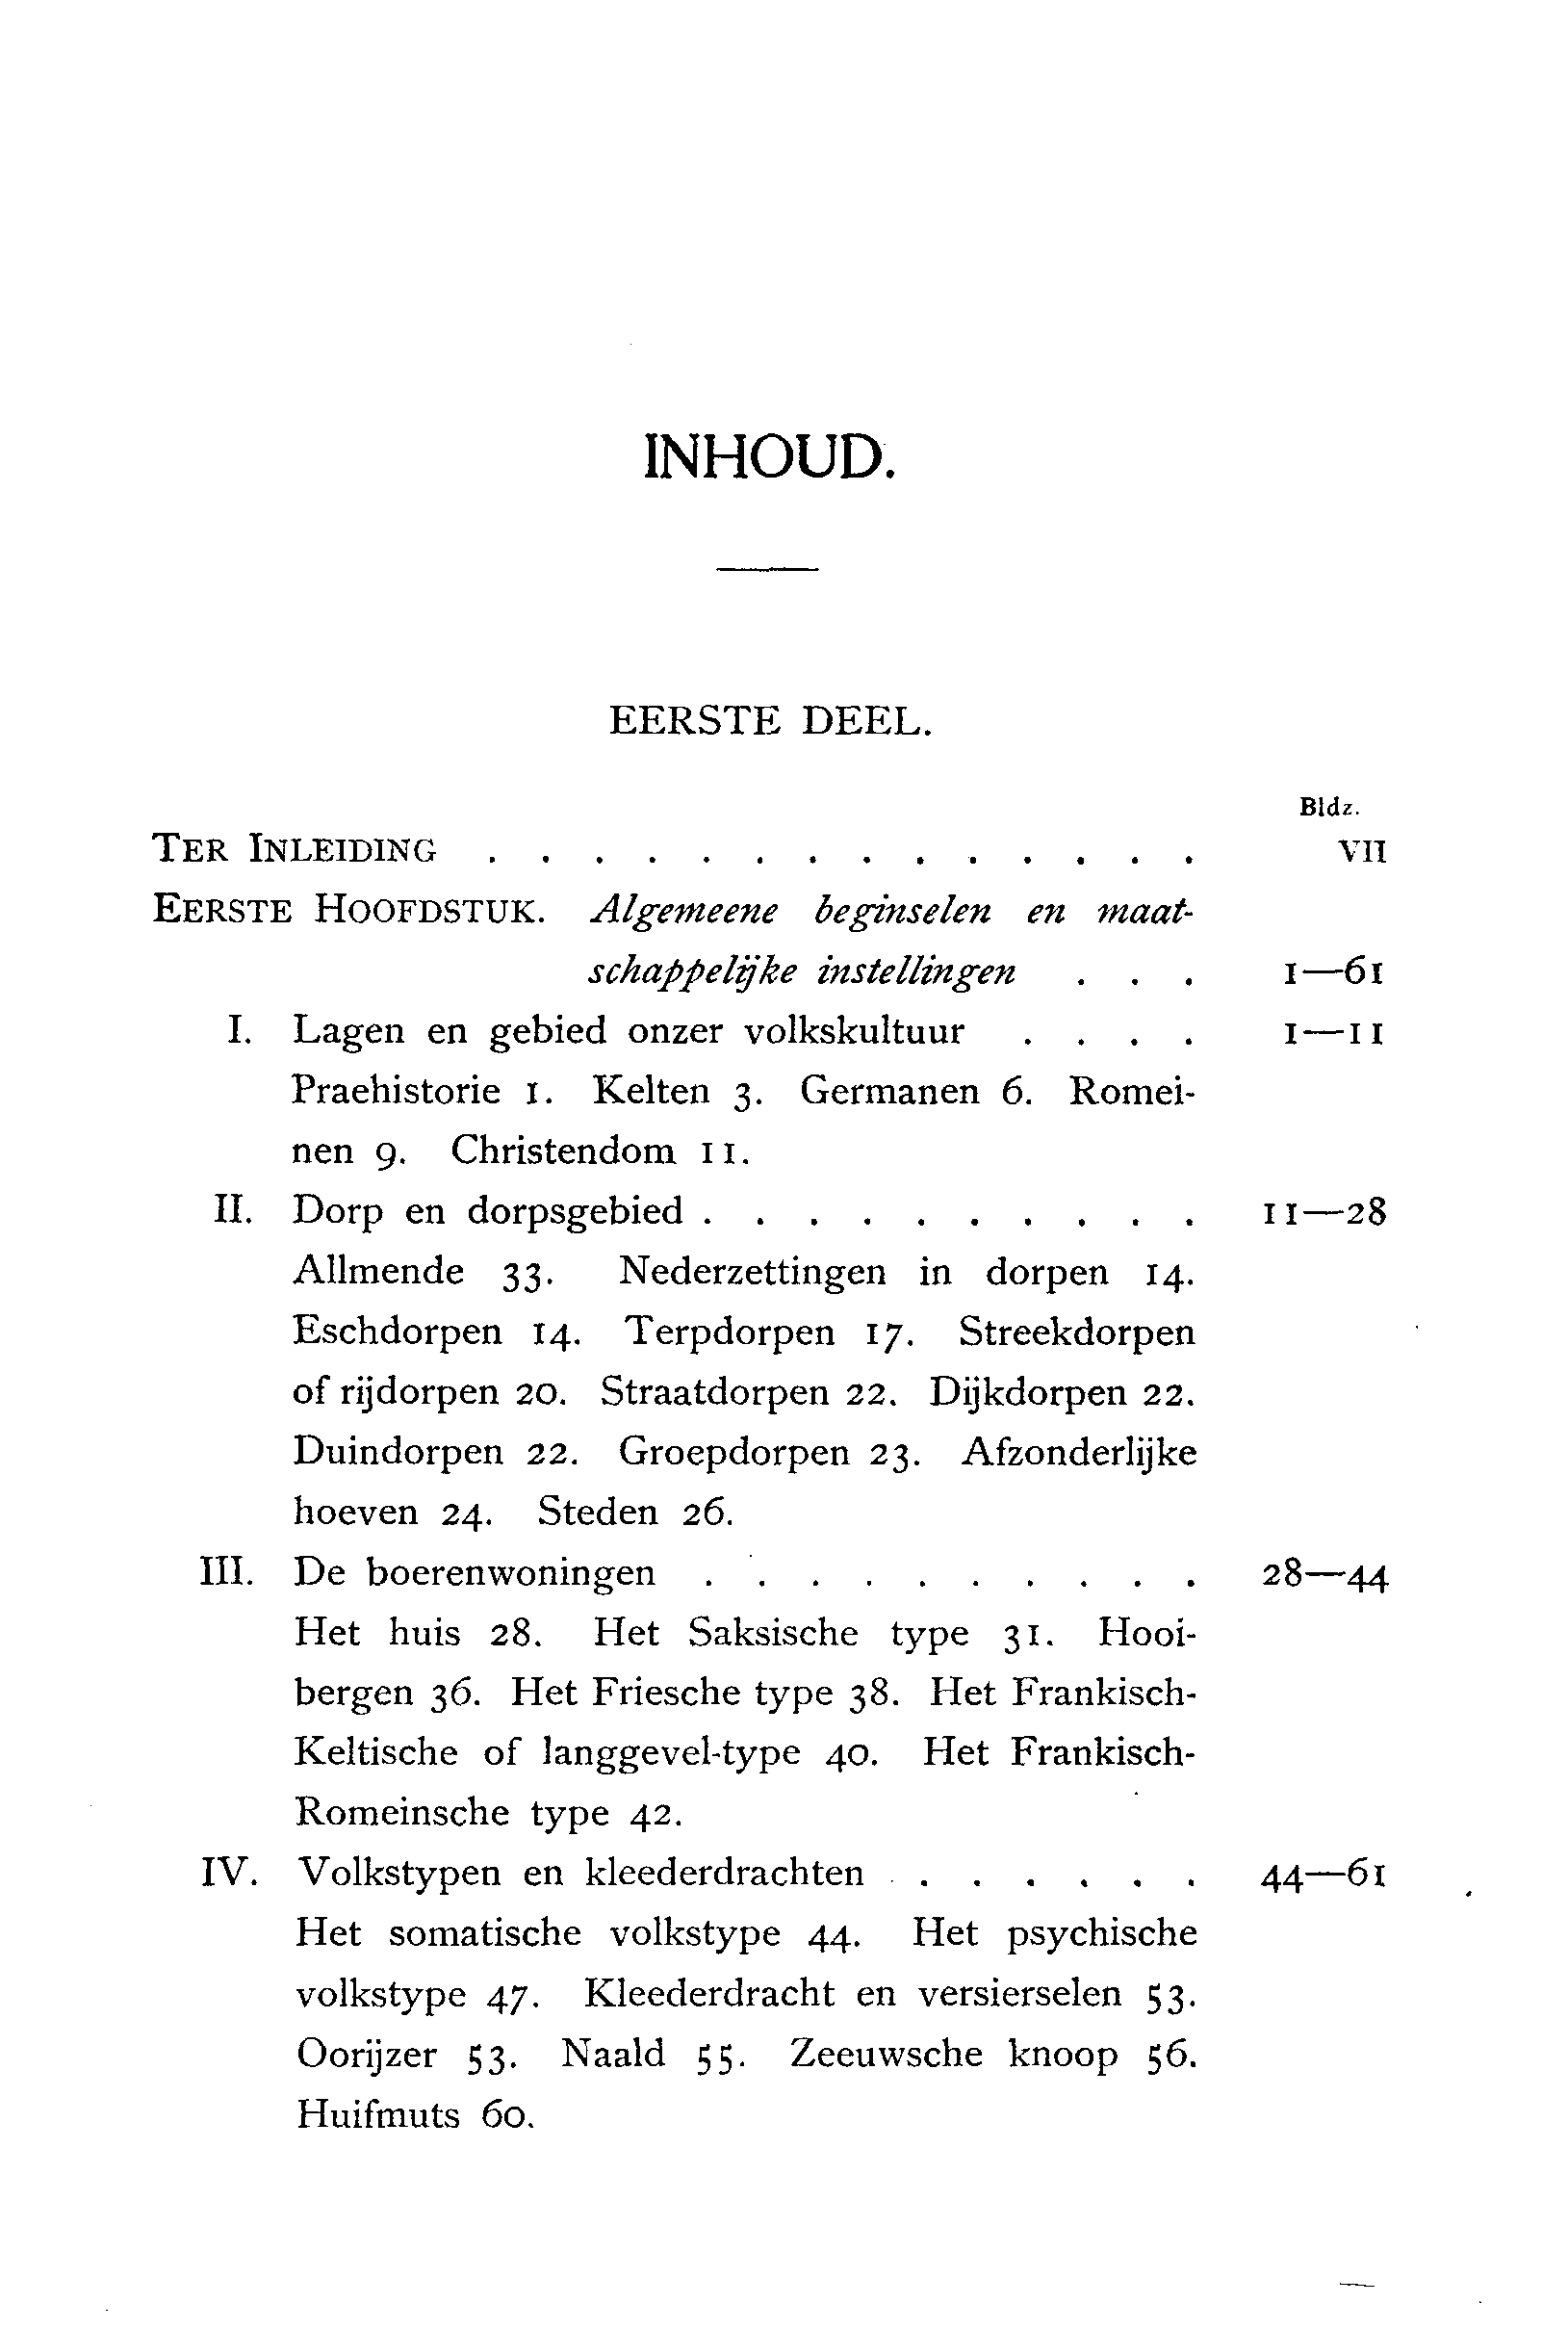 INHOUD.
EERSTE DEEL.
Bldz.
TER INLEIDING . . . . . . . . . . . . . . VII
EERSTE HOOFDSTUK. Algemeene beginselen en maat-
schappelijke instellingen . . . 1—61
I. Lagen en gebied onzer volkskultuur . . . . 1—11
Praehistorie 1. Kelten 3. Germanen 6. Romei-
nen 9. Christendom 11.
II. Dorp en dorpsgebied . . . . . . . . . . 11—28
Allmende 33. Nederzettingen in dorpen 14.
Eschdorpen 14. Terpdorpen 17. Streekdorpen
of rijdorpen 20. Straatdorpen 22. Dijkdorpen 22.
Duindorpen 22. Groepdorpen 23. Afzonderlijke
hoeven 24. Steden 26.
III. De boerenwoningen . . . . . . . . . . 28—44
Het huis 28. Het Saksische type 31. Hooi-
bergen 36. Het Friesche type 38. Het Frankisch-
Keltische of langgevel-type 40. Het Frankisch-
Romeinsche type 42.
IV. Volkstypen en kleederdrachten . . . . . . 44—61
Het somatische volkstype 44. Het psychische
volkstype 47. Kleederdracht en versierselen 53.
Oorijzer 53. Naald 55. Zeeuwsche knoop 56.
Huifmuts 60.